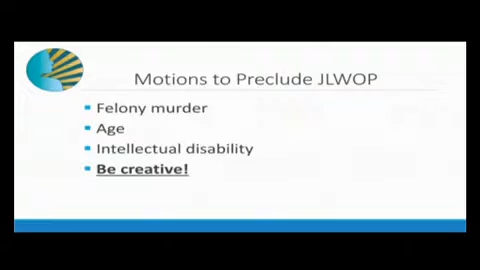 Motions to Preclude JLWOP
Felony murder
Age
Intellectual disability
Be creative!